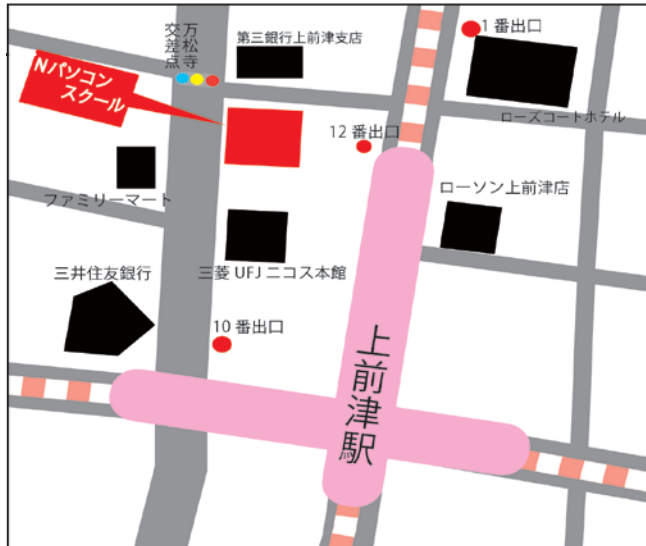 万松寺
交差点
第三銀行上前津支店
1番出口
Nパソコン
スクール
ローズコートホテル
12番出口
ファミリーマート
ローソン上前津店
三菱UFJニコス本館
三井住友銀行
10番出口
上前津駅